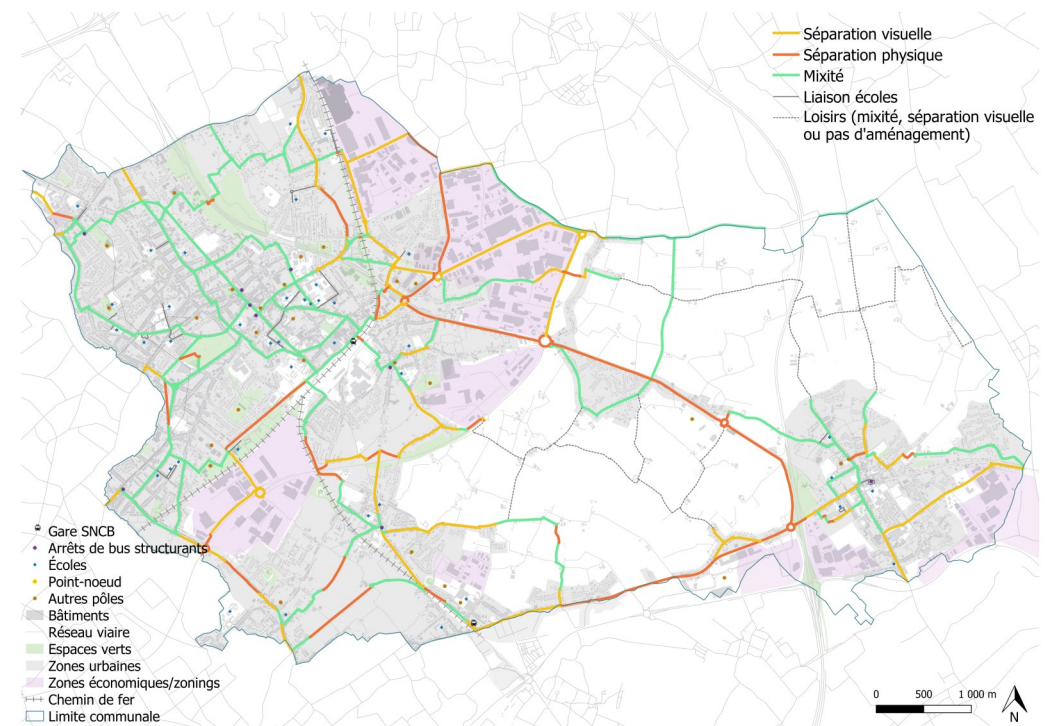 Séparation visuelle
Séparation physique
Mixité
Liaison écoles
Loisirs (mixité, séparation visuelle
ou pas d'aménagement)
Gare SNCB
Arrêts de bus structurants
Écoles
Point-noeud
Autres pôles
Bâtiments
Réseau viaire
Espaces verts
Zones urbaines
Zones économiques/zonings
Chemin de fer
Limite communale
0 500 1 000 m
N